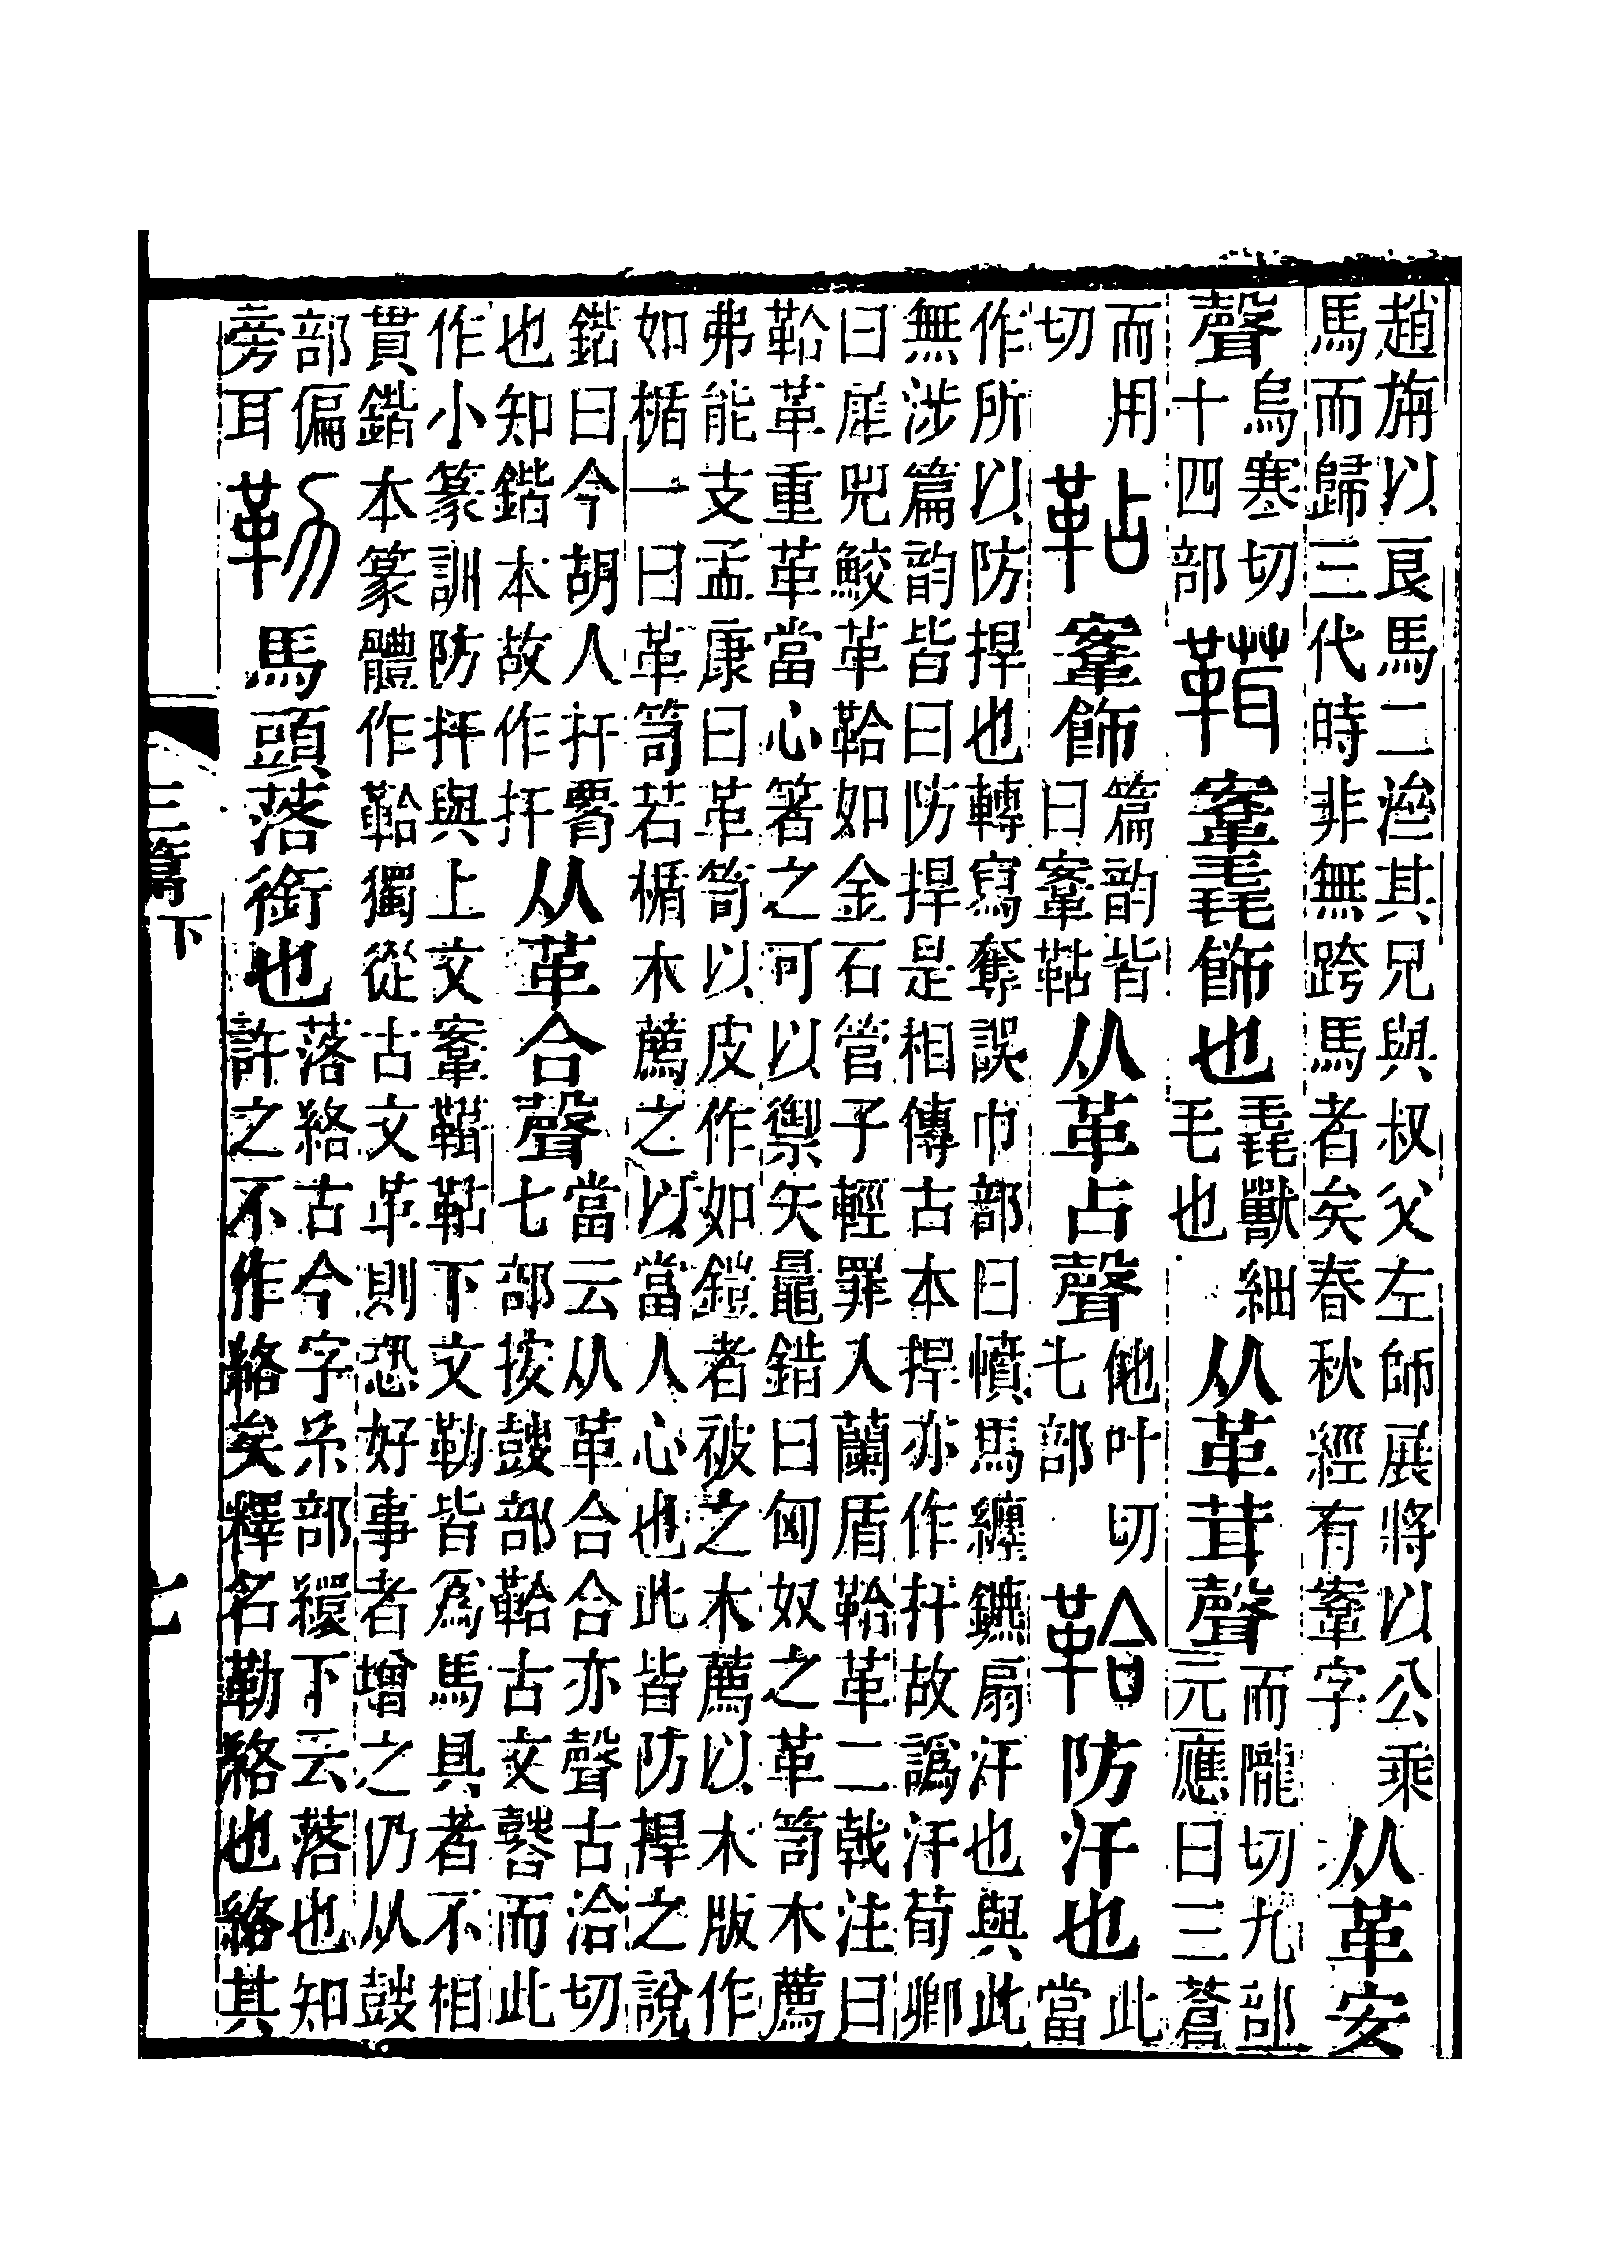 趙旃以良馬二濟其兄與叔父左師展將以公乘
馬而歸三代時非無跨馬者矣春秋經有鞌字
从革安
聲
烏寒切
十四部
鞌毳飾也
毳獸細
毛也
从革茸聲
而隴切九部
元應曰三蒼
而用
切
鞊
鞌飾
篇韵皆
曰鞌鞊
从革占聲
他叶切
七部
鞈
防汗也
此
當
作所以防捍也轉寫奪誤巾部曰幩馬纏鑣扇汗也與此
無涉篇韵皆曰防捍是相傳古本捍亦作扞故譌汗荀卿
曰犀兕鮫革鞈如金石管子輕罪入蘭盾鞈革二戟注曰
鞈革重革當心箸之可以禦矢鼂錯曰匈奴之革笥木薦
弗能支孟康曰革笥以皮作如鎧者被之木薦以木版作
如楯一曰革笥若楯木薦之以當人心也此皆防捍之說
鍇曰今胡人扞
也知鍇本故作扞
从革合聲
當云从革合合亦聲古洽切
七部按鼓部鞈古文而此
作小篆訓防扞與上文鞌鞊下文勒皆爲馬具者不相
貫鍇本篆體作鞈獨從古文革則恐好事者增之仍从鼓
部偏
旁耳
勒
馬頭落銜也
落絡古今字糸部繯下云落也知
許之不作絡矣釋名勒絡也絡其
三篇下
七